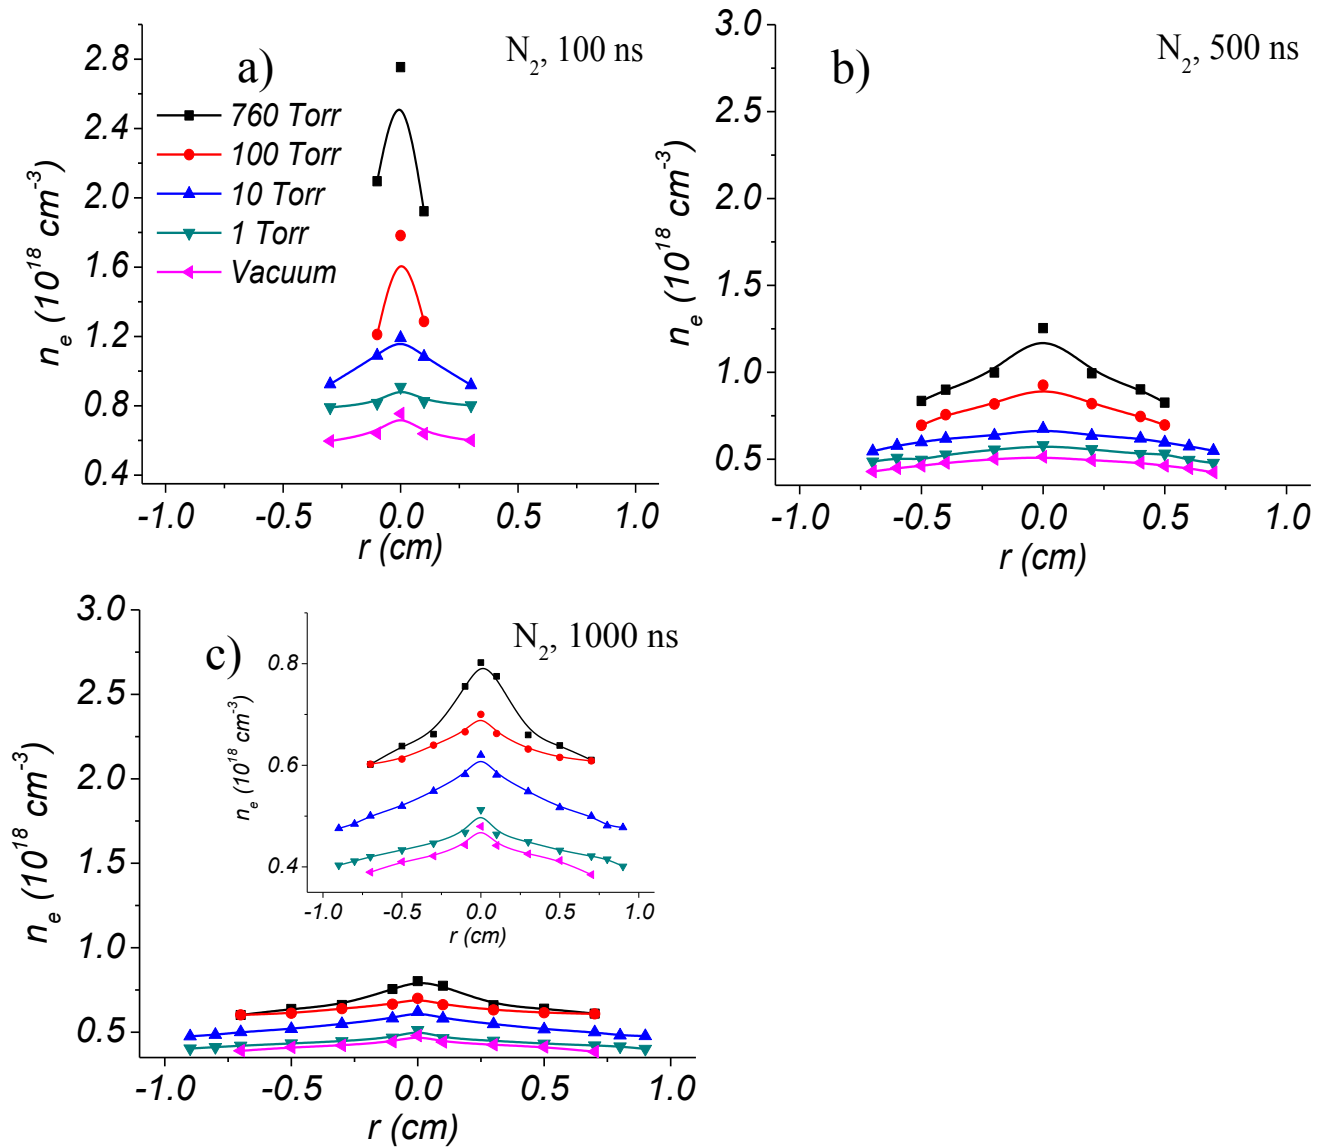 a)
N2, 100 ns
2.8
2.4
2.0
1.6
1.2
0.8
0.4
760 Torr
100 Torr
10 Torr
1 Torr
Vacuum
ne (10^18 cm^-3)
-1.0 -0.5 0.0 0.5 1.0
r (cm)
b)
N2, 500 ns
3.0
2.5
2.0
1.5
1.0
0.5
ne (10^18 cm^-3)
-1.0 -0.5 0.0 0.5 1.0
r (cm)
c)
N2, 1000 ns
3.0
2.5
2.0
1.5
1.0
0.5
ne (10^18 cm^-3)
0.8
0.6
0.4
ne (10^18 cm^-3)
-1.0 -0.5 0.0 0.5 1.0
r (cm)
-1.0 -0.5 0.0 0.5 1.0
r (cm)